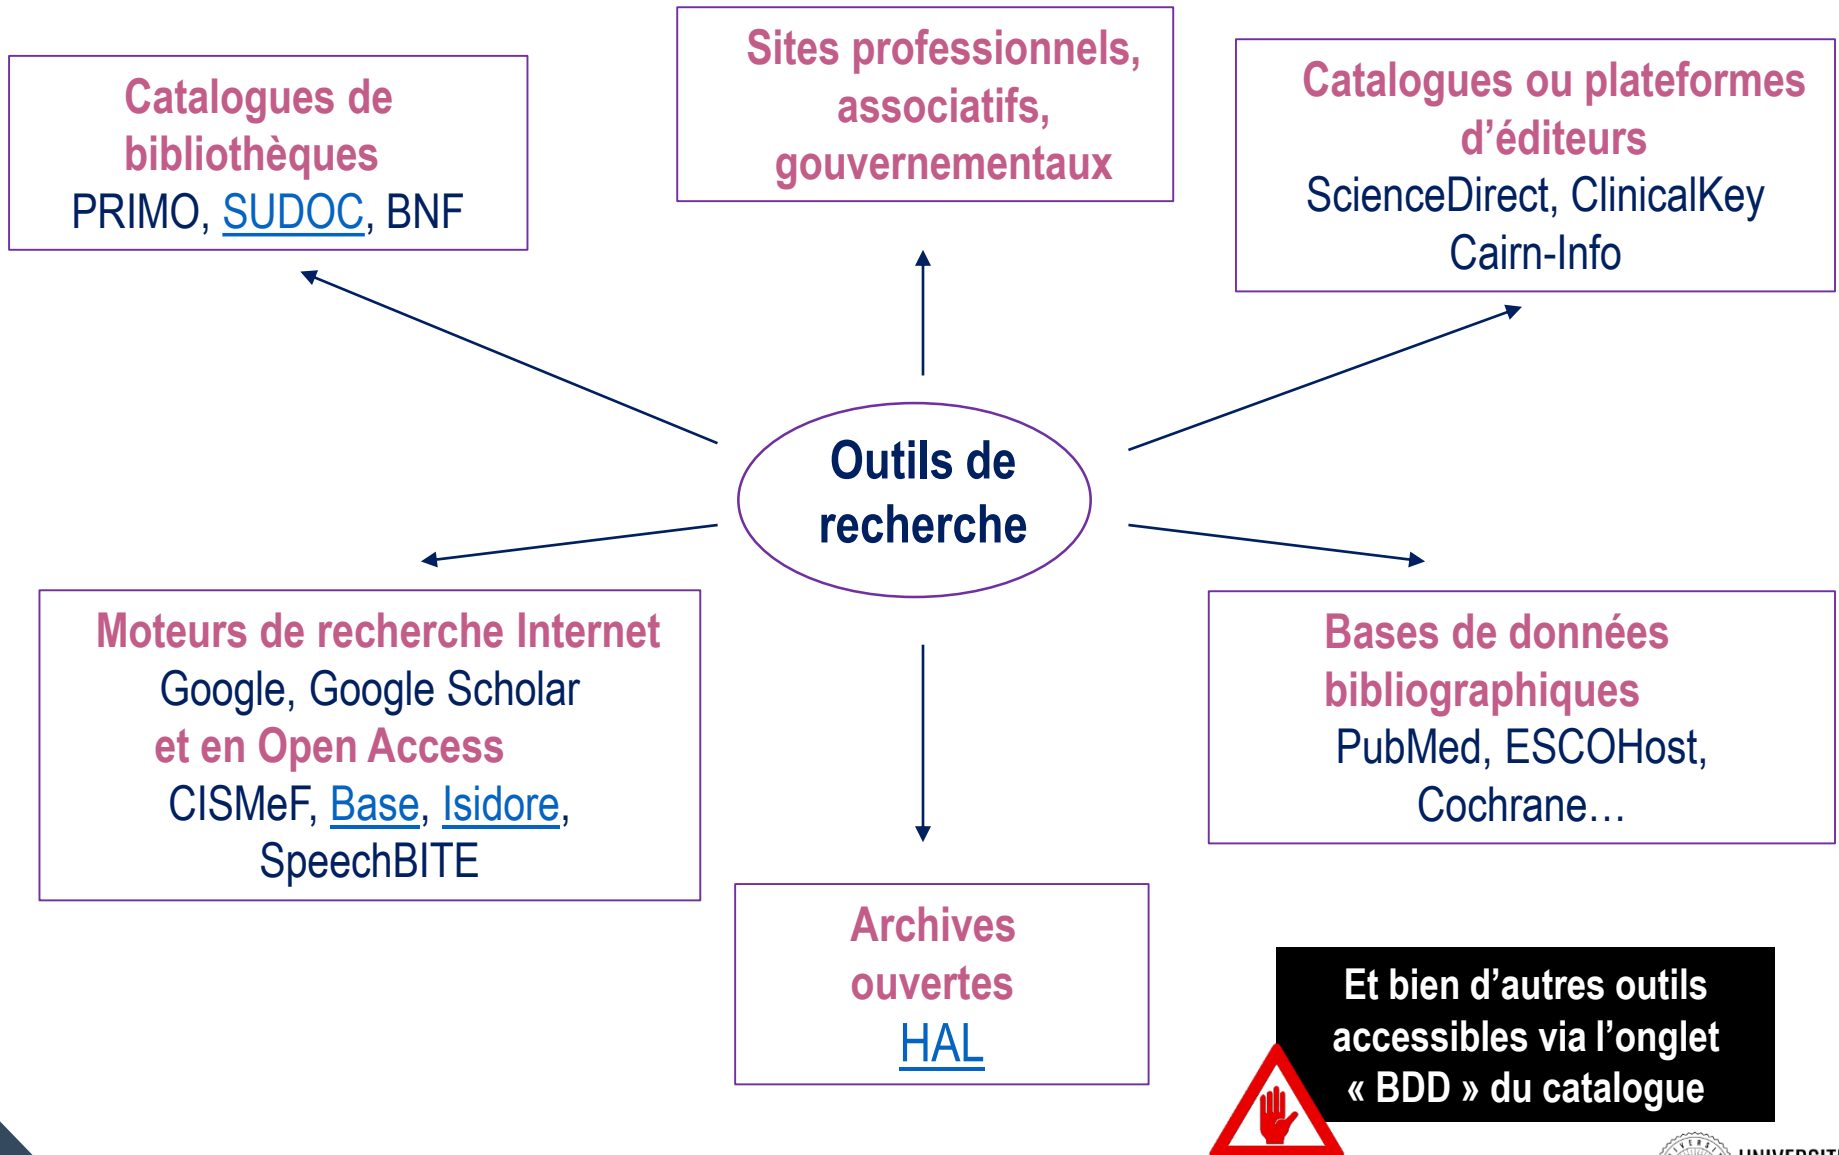 Catalogues de
bibliothèques
PRIMO, SUDOC, BNF
Sites professionnels,
associatifs,
gouvernementaux
Catalogues ou plateformes
d’éditeurs
ScienceDirect, ClinicalKey
Cairn-Info
Outils de
recherche
Moteurs de recherche Internet
Google, Google Scholar
et en Open Access
CISMeF, Base, Isidore,
SpeechBITE
Bases de données
bibliographiques
PubMed, ESCOHost,
Cochrane…
Archives
ouvertes
HAL
Et bien d’autres outils
accessibles via l’onglet
« BDD » du catalogue